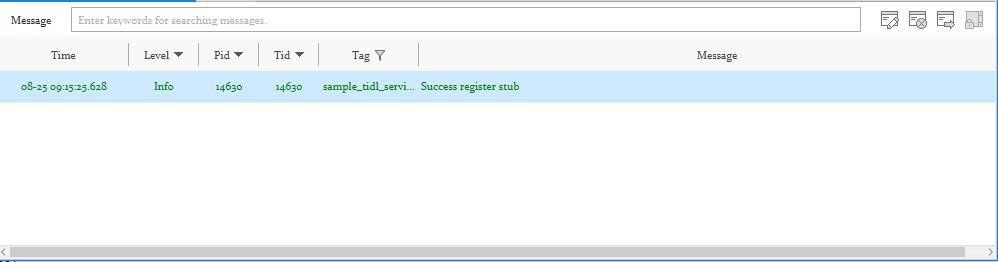 Message Enter keywords for searching messages.
Time Level Pid Tid Tag Message
08-25 09:15:25.628 Info 14630 14630 sample_tidl_servi... Success register stub